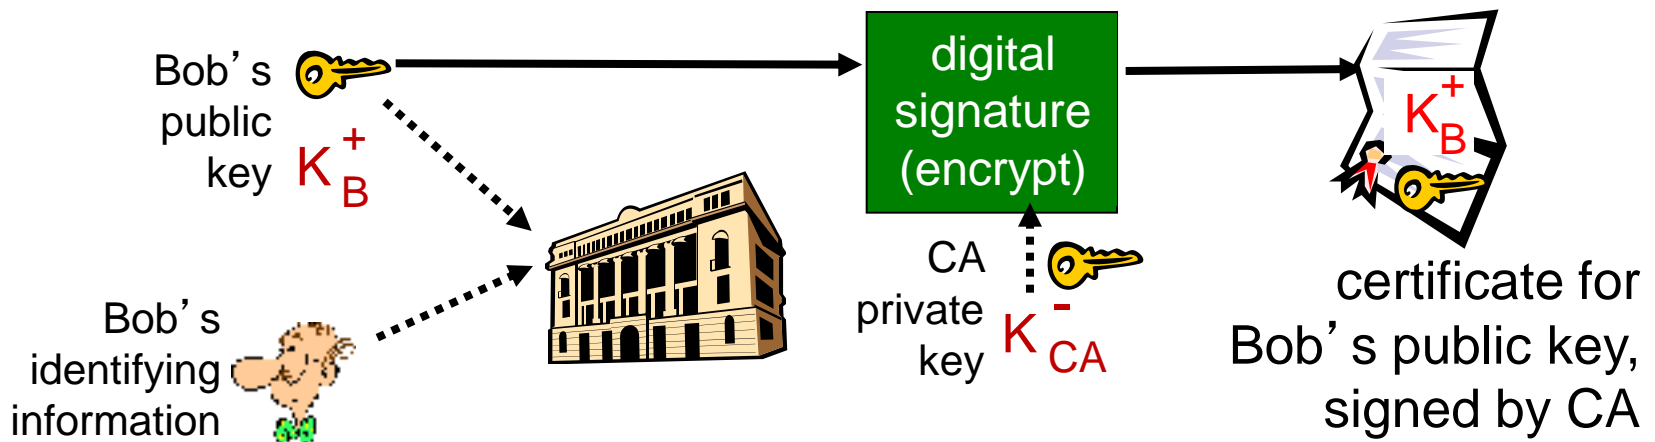 Bob’s
public
key
K
+
B
digital
signature
(encrypt)
K
+
B
Bob’s
identifying
information
CA
private
key
K
-
CA
certificate for
Bob’s public key,
signed by CA